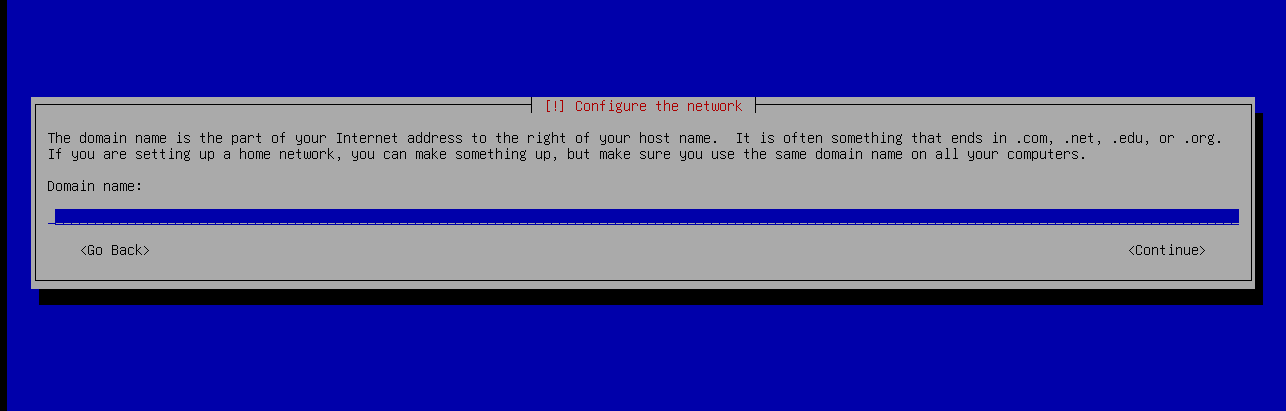 [!] Configure the network
The domain name is the part of your Internet address to the right of your host name.  It is often something that ends in .com, .net, .edu, or .org.
If you are setting up a home network, you can make something up, but make sure you use the same domain name on all your computers.
Domain name:
<Go Back> <Continue>